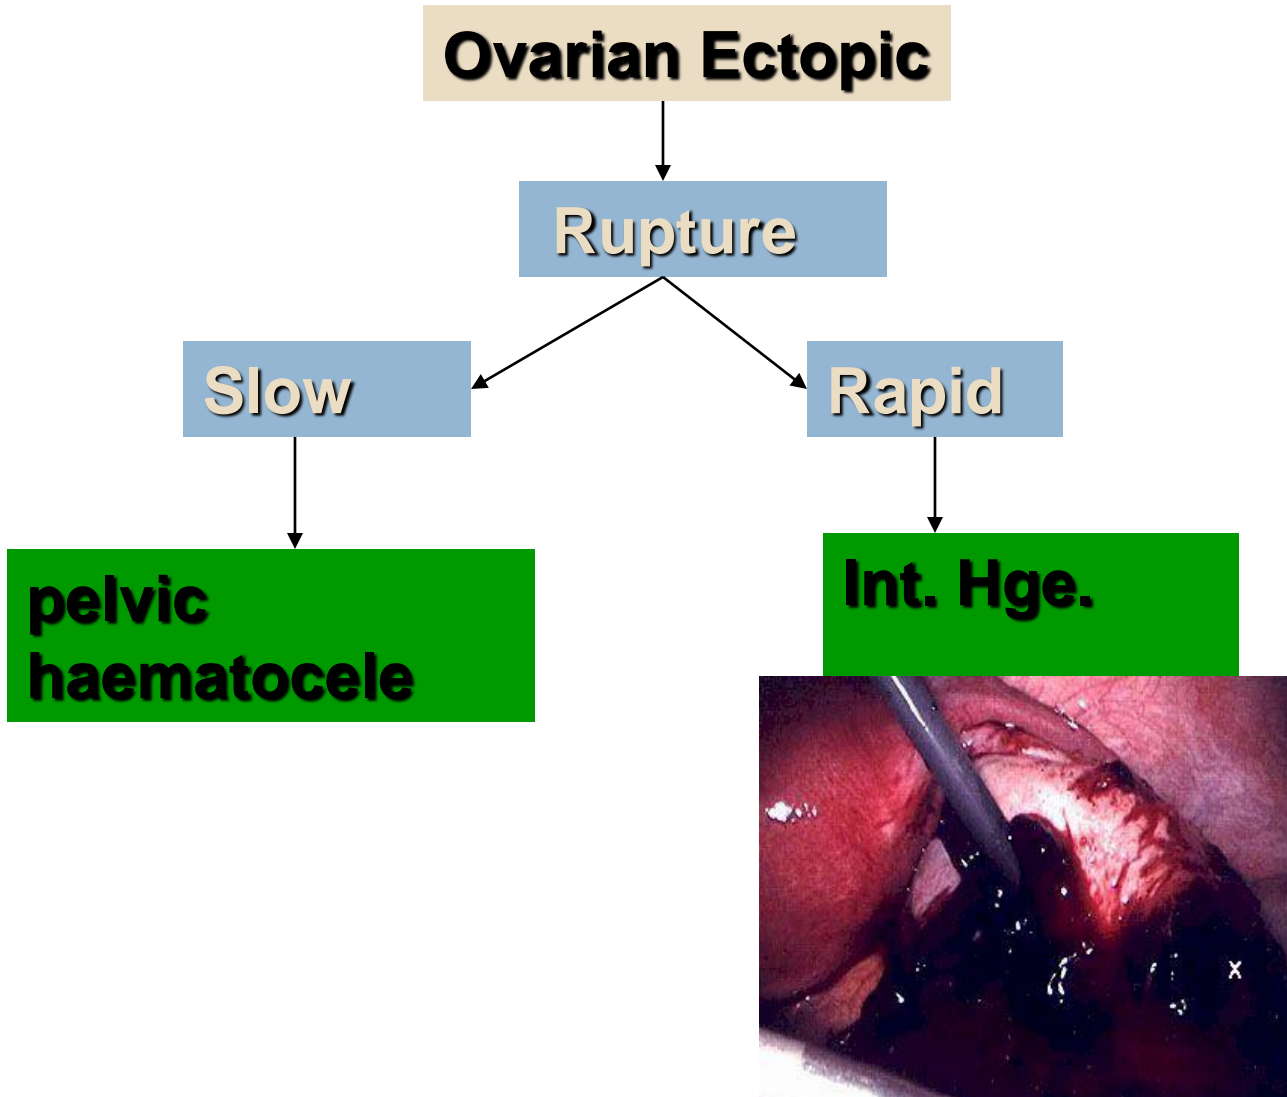 Ovarian Ectopic
Rupture
Slow
Rapid
pelvic
haematocele
Int. Hge.
x